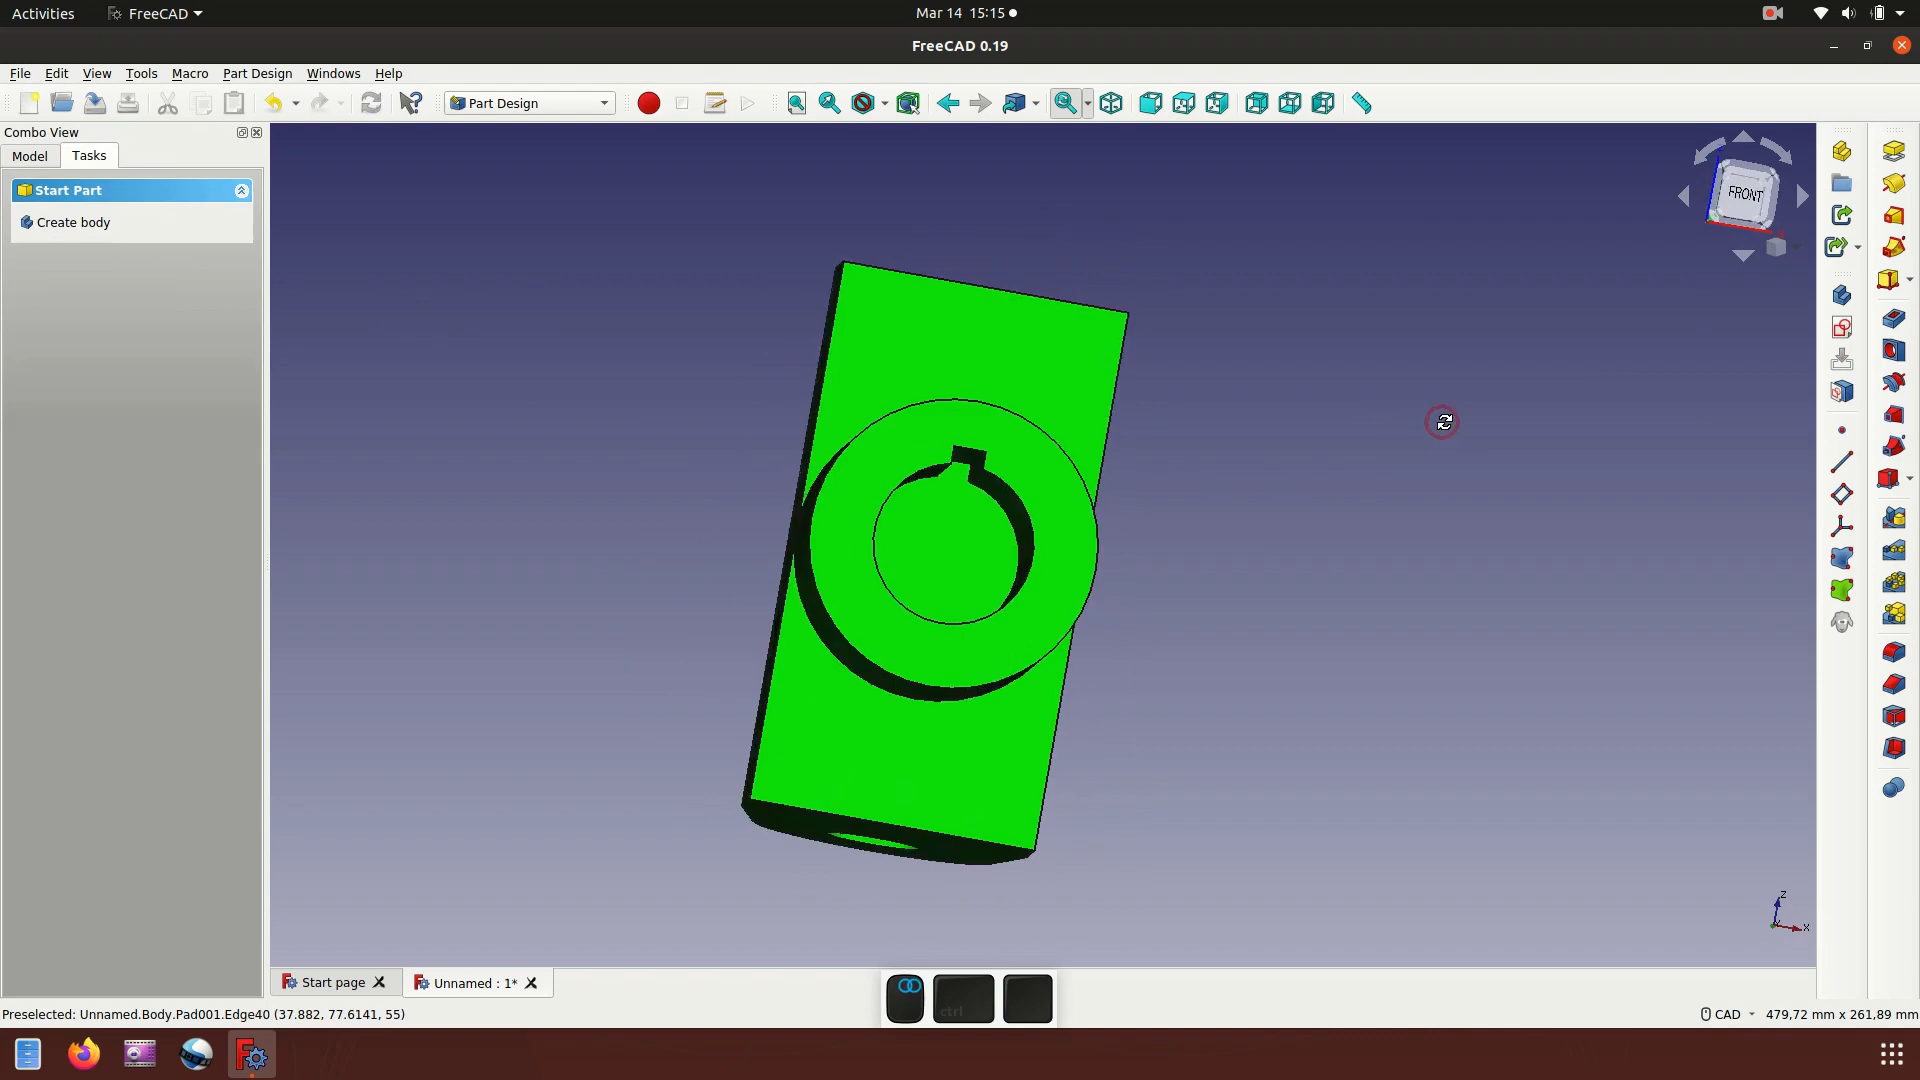 Activities FreeCAD Mar 14 15:15
FreeCAD 0.19
File Edit View Tools Macro Part Design Windows Help
Part Design
Combo View
Model Tasks
Start Part
Create body
FRONT
Z
X
Start page Unnamed : 1*
ctrl
Preselected: Unnamed.Body.Pad001.Edge40 (37.882, 77.6141, 55) CAD 479,72 mm x 261,89 mm